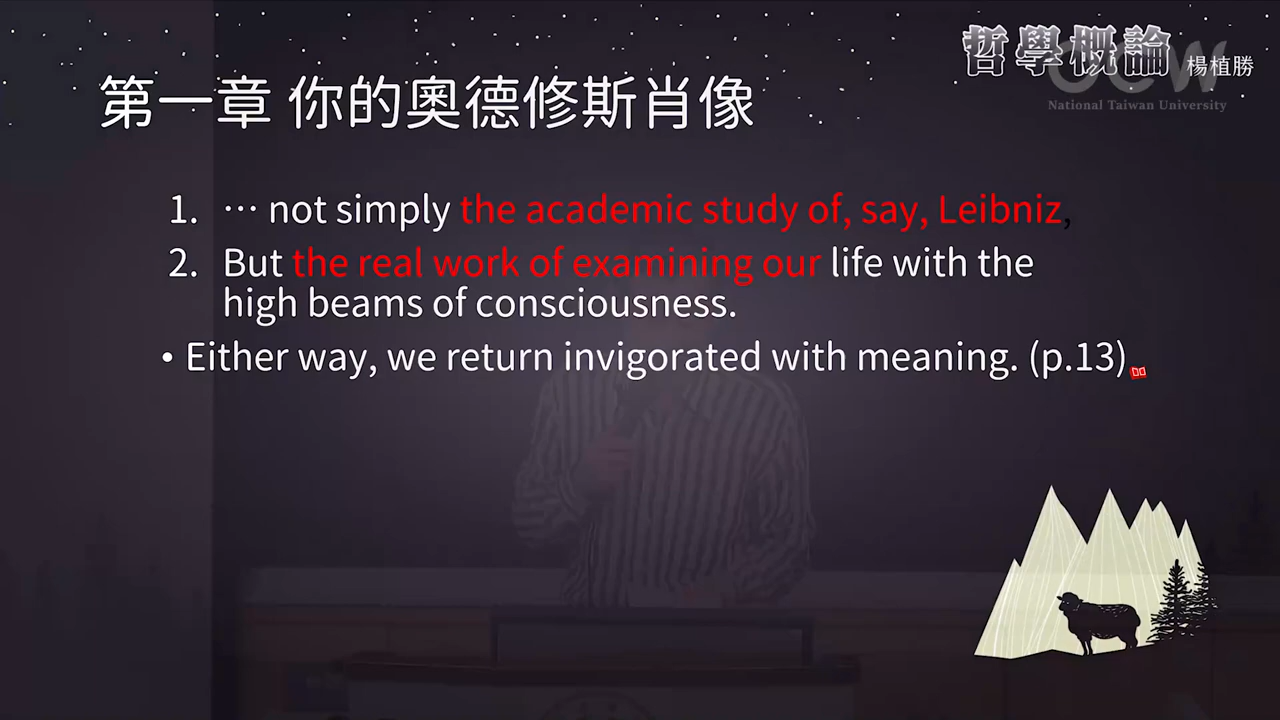 哲學概論 楊植勝
OCW
National Taiwan University
第一章 你的奧德修斯肖像
1. … not simply the academic study of, say, Leibniz,
2. But the real work of examining our life with the
high beams of consciousness.
• Either way, we return invigorated with meaning. (p.13)